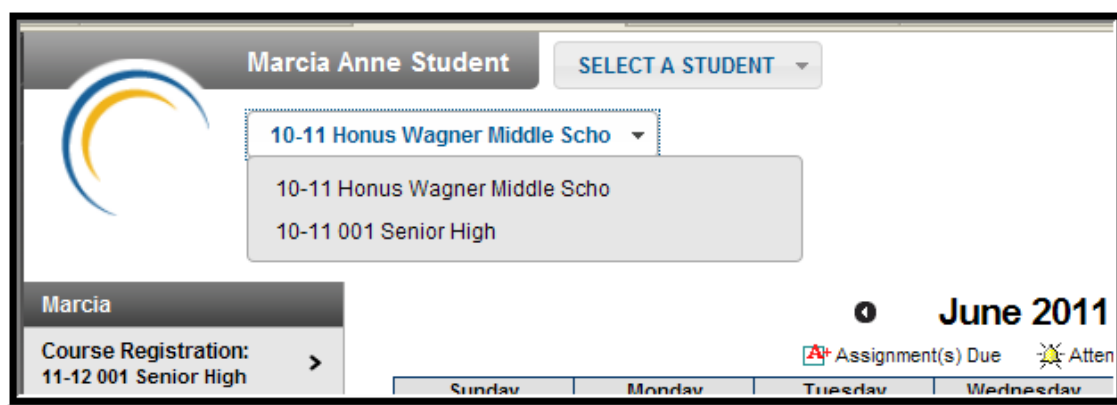 Marcia Anne Student
SELECT A STUDENT
10-11 Honus Wagner Middle Scho
10-11 Honus Wagner Middle Scho
10-11 001 Senior High
Marcia
June 2011
Course Registration:
11-12 001 Senior High
A+ Assignment(s) Due Atten
Sunday Monday Tuesday Wednesday